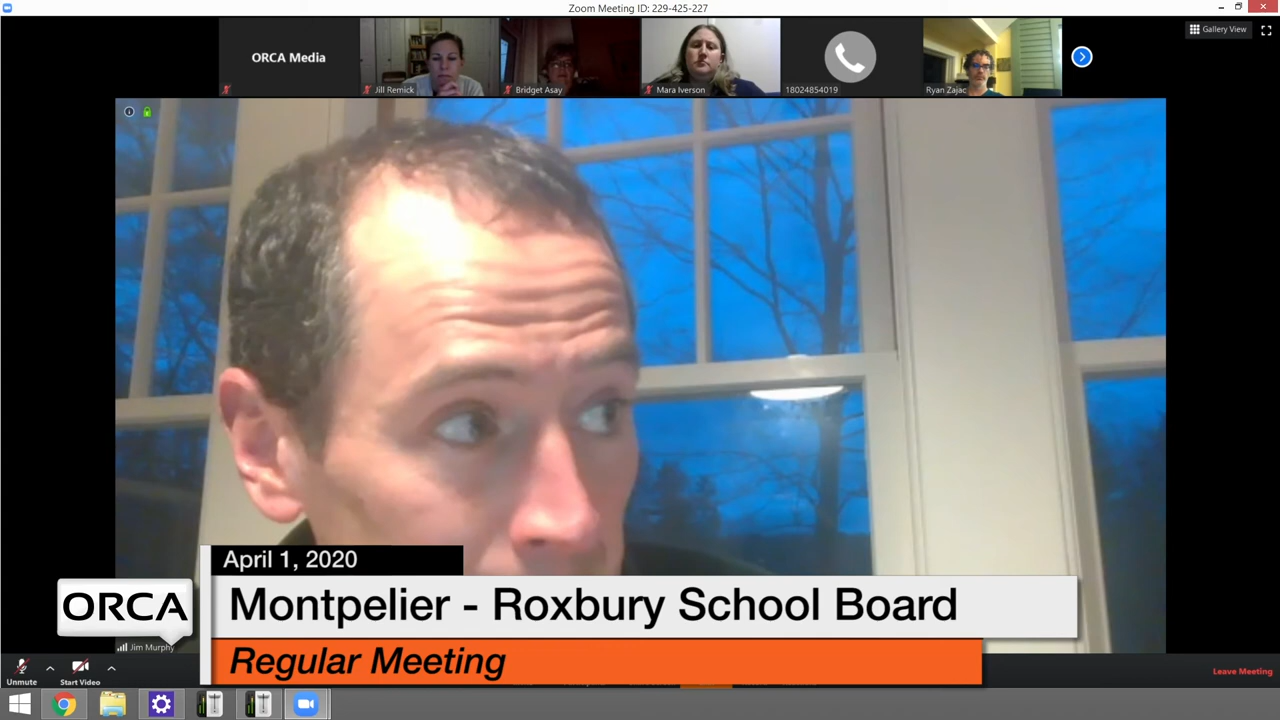 Zoom Meeting ID: 229-425-227
ORCA Media
Jill Remick
Bridget Asay
Mara Iverson
18024854019
Ryan Zajac
Gallery View
April 1, 2020
ORCA
Montpelier - Roxbury School Board
Jim Murphy
Regular Meeting
Unmute
Start Video
Leave Meeting